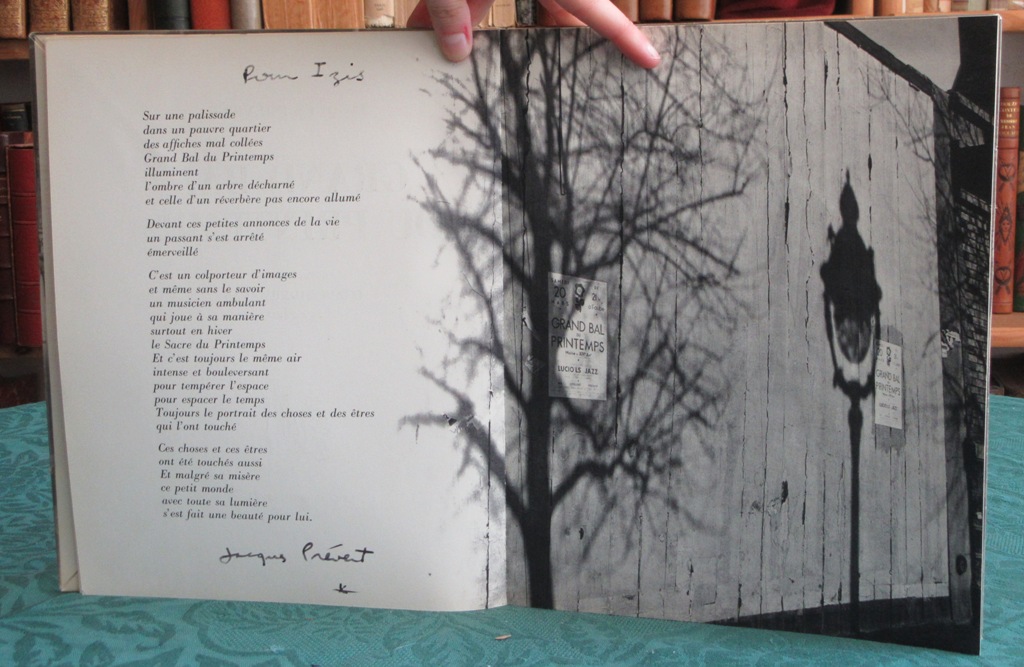 Pour Izis
Sur une palissade
dans un pauvre quartier
des affiches mal collées
Grand Bal du Printemps
illuminent
l'ombre d'un arbre décharné
et celle d'un réverbère pas encore allumé
Devant ces petites annonces de la vie
un passant s'est arrêté
émerveillé
C'est un colporteur d'images
et même sans le savoir
un musicien ambulant
qui joue à sa manière
surtout en hiver
le Sacre du Printemps
Et c'est toujours le même air
intense et bouleversant
pour tempérer l'espace
pour espacer le temps
Toujours le portrait des choses et des êtres
qui l'ont touché
Ces choses et ces êtres
ont été touchés aussi
Et malgré sa misère
ce petit monde
avec toute sa lumière
s'est fait une beauté pour lui.
Jacques Prévert
20
GRAND BAL
PRINTEMPS
JAZZ
GRAND BAL
PRINTEMPS